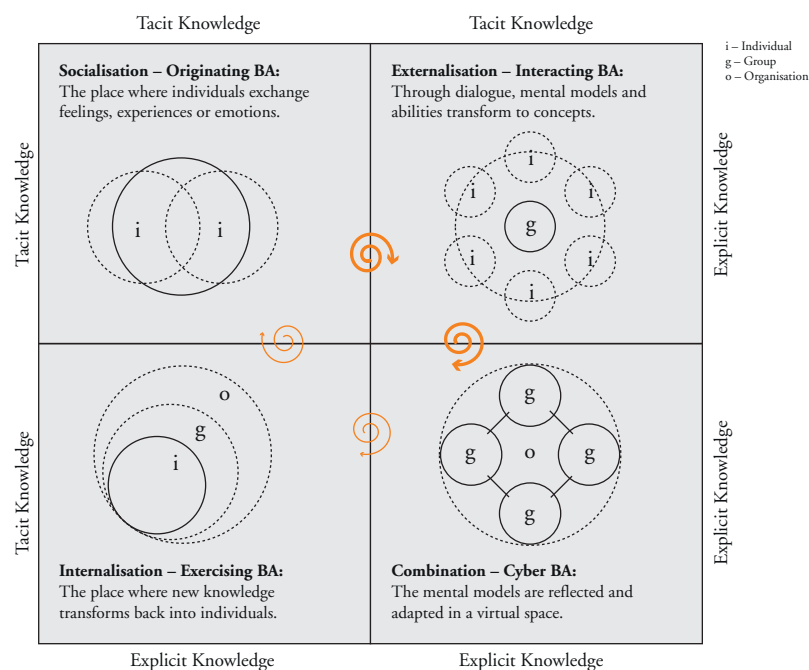 Tacit Knowledge
Tacit Knowledge
i – Individual
g – Group
o – Organisation
Socialisation – Originating BA:
The place where individuals exchange
feelings, experiences or emotions.
Externalisation – Interacting BA:
Through dialogue, mental models and
abilities transform to concepts.
Tacit Knowledge
i
i
i
i
i
g
i
i
i
Explicit Knowledge
Tacit Knowledge
o
g
i
g
g
o
g
g
Explicit Knowledge
Internalisation – Exercising BA:
The place where new knowledge
transforms back into individuals.
Combination – Cyber BA:
The mental models are reflected and
adapted in a virtual space.
Explicit Knowledge
Explicit Knowledge